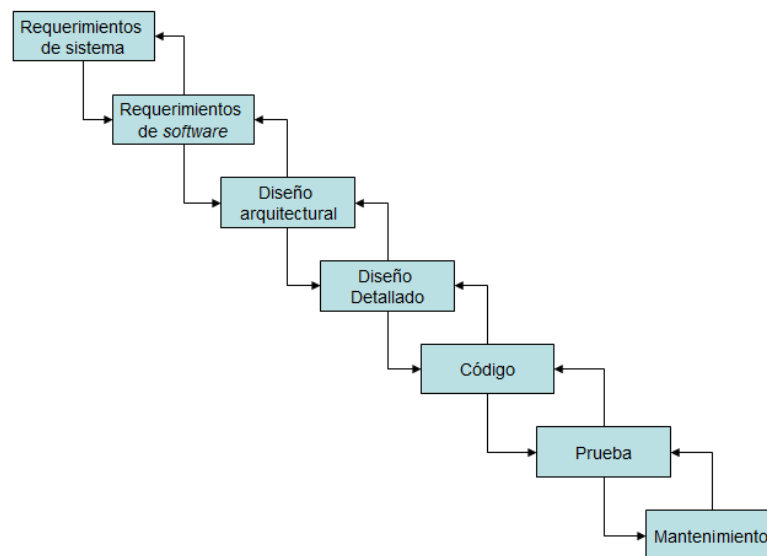 Requerimientos
de sistema
Requerimientos
de software
Diseño
arquitectural
Diseño
Detallado
Código
Prueba
Mantenimiento